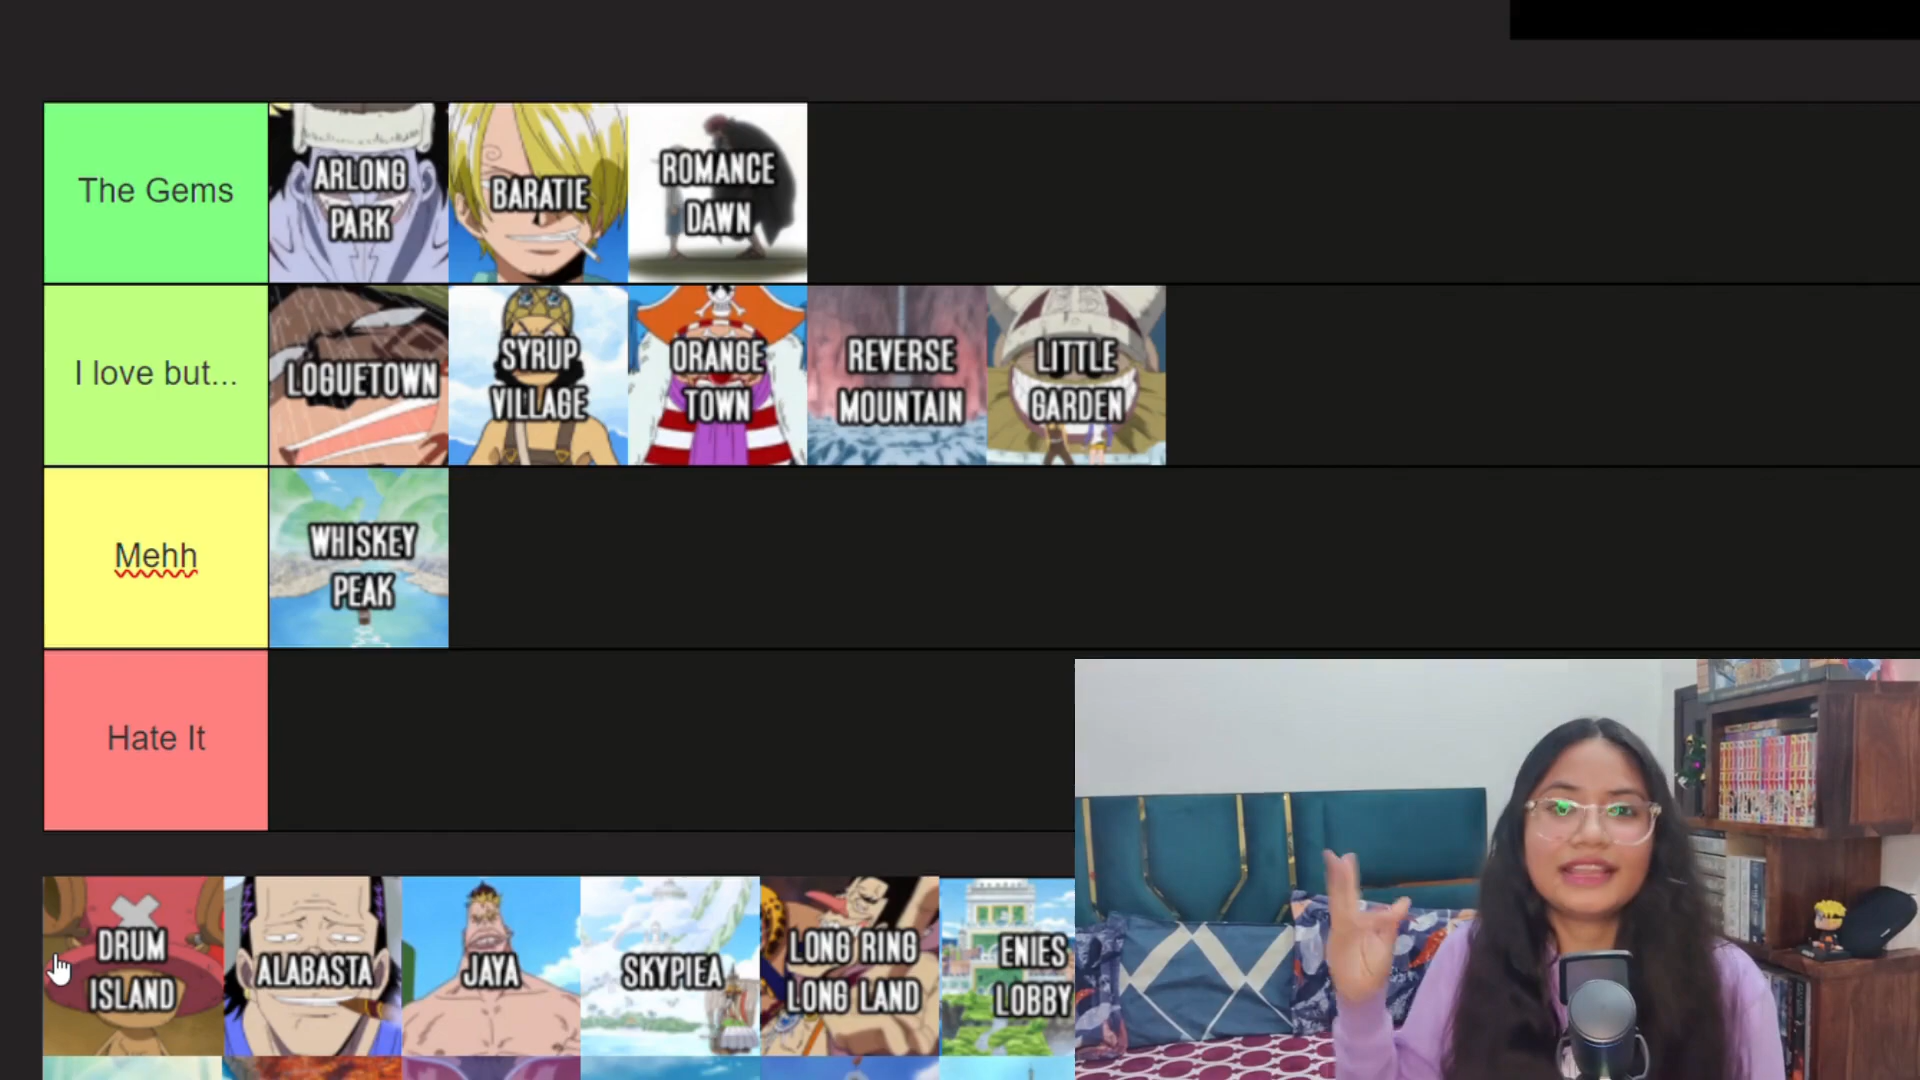 The Gems
ARLONG
PARK
BARATIE
ROMANCE
DAWN
I love but...
LOGUETOWN
SYRUP
VILLAGE
ORANGE
TOWN
REVERSE
MOUNTAIN
LITTLE
GARDEN
Mehh
WHISKEY
PEAK
Hate It
DRUM
ISLAND
ALABASTA
JAYA
SKYPIEA
LONG RING
LONG LAND
ENIES
LOBBY